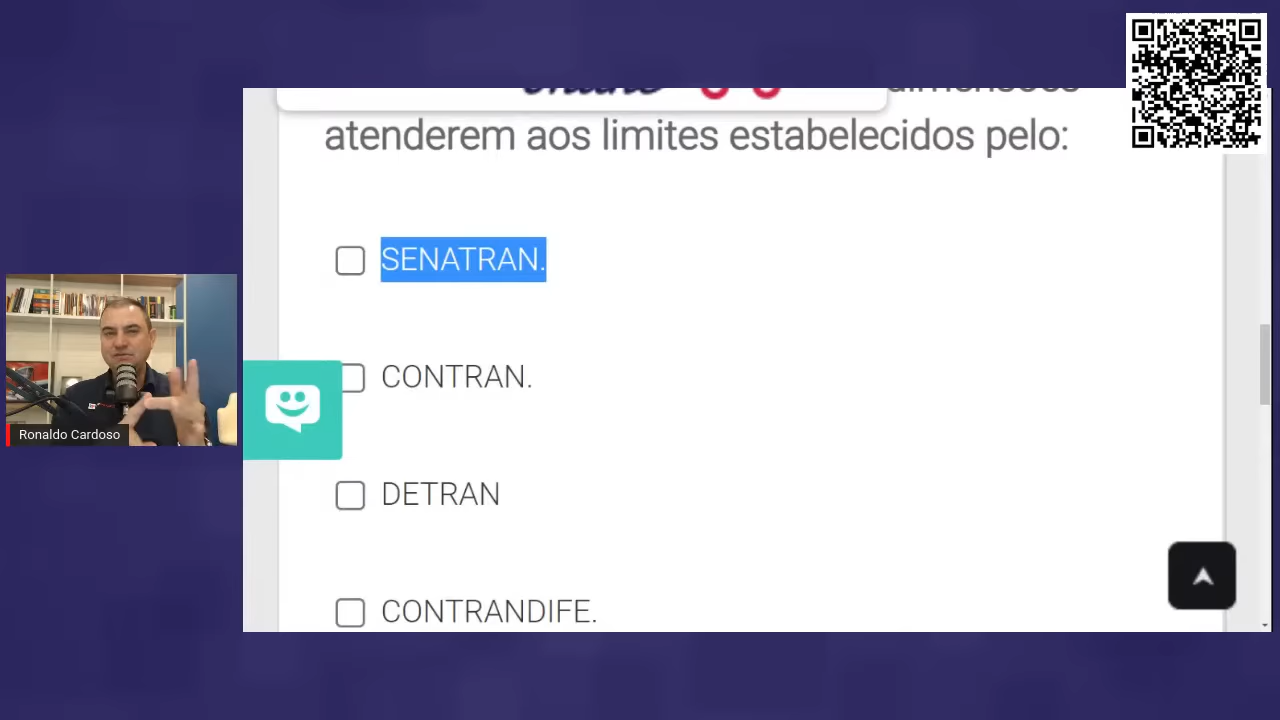 atenderem aos limites estabelecidos pelo:
SENATRAN.
CONTRAN.
DETRAN
CONTRANDIFE.
Ronaldo Cardoso